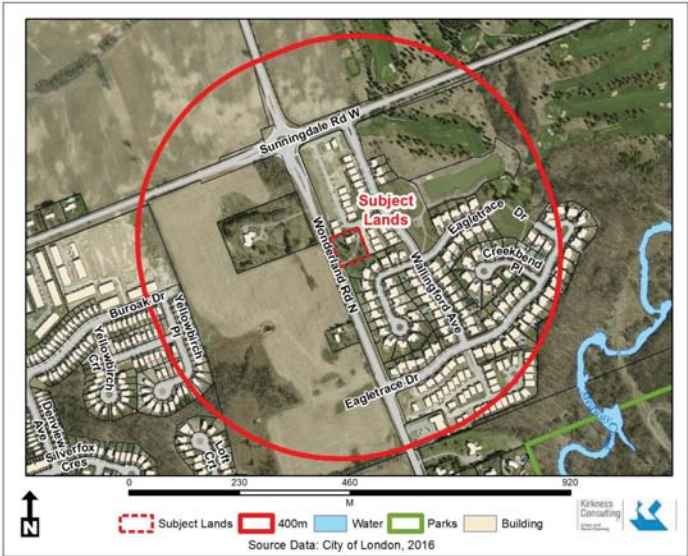 Sunningdale Rd W
Subject
Lands
Wonderland Rd N
Wallingford Ave
Eagletrace Dr
Creekbend
Pl
Eagletrace Dr
Buroak Dr
Yellowbirch
Pl
Yellowbirch
Crt
Denview
Ave
Silverfox
Cres
Loft
Crt
0 230 460 920
M
N
Subject Lands 400m Water Parks Building
Source Data: City of London, 2016
Kirkness
Consulting